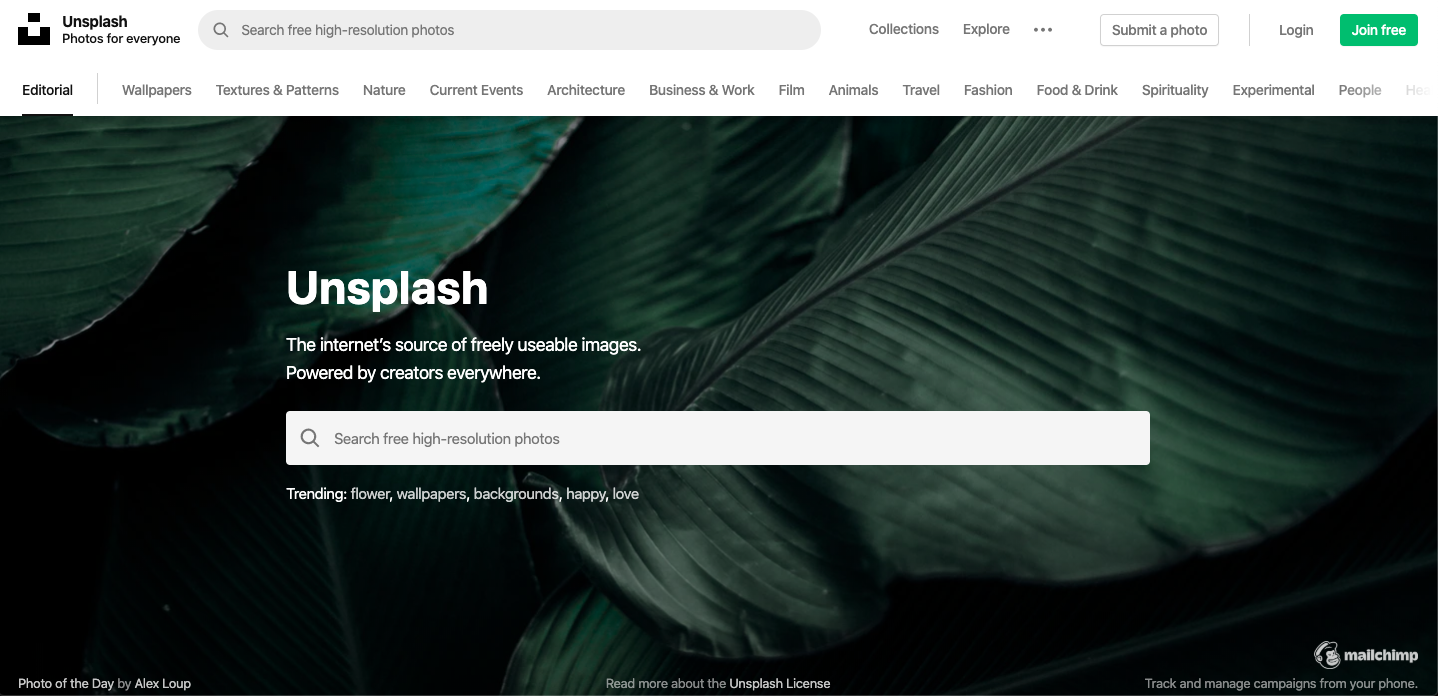 Unsplash
Photos for everyone
Search free high-resolution photos
Collections
Explore
Submit a photo
Login
Join free
Editorial
Wallpapers
Textures & Patterns
Nature
Current Events
Architecture
Business & Work
Film
Animals
Travel
Fashion
Food & Drink
Spirituality
Experimental
People
Unsplash
The internet’s source of freely useable images.
Powered by creators everywhere.
Search free high-resolution photos
Trending: flower, wallpapers, backgrounds, happy, love
mailchimp
Photo of the Day by Alex Loup
Read more about the Unsplash License
Track and manage campaigns from your phone.